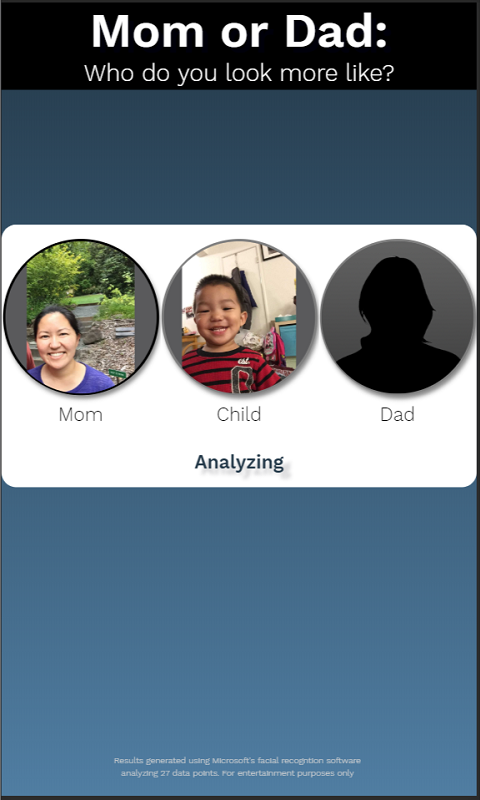 Mom or Dad:
Who do you look more like?
Mom
Child
Dad
Analyzing
Results generated using Microsoft's facial recogntion software
analyzing 27 data points. For entertainment purposes only